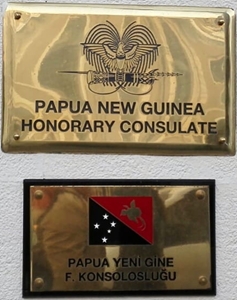 PAPUA NEW GUINEA
HONORARY CONSULATE
PAPUA YENİ GİNE
F. KONSOLOSLUĞU